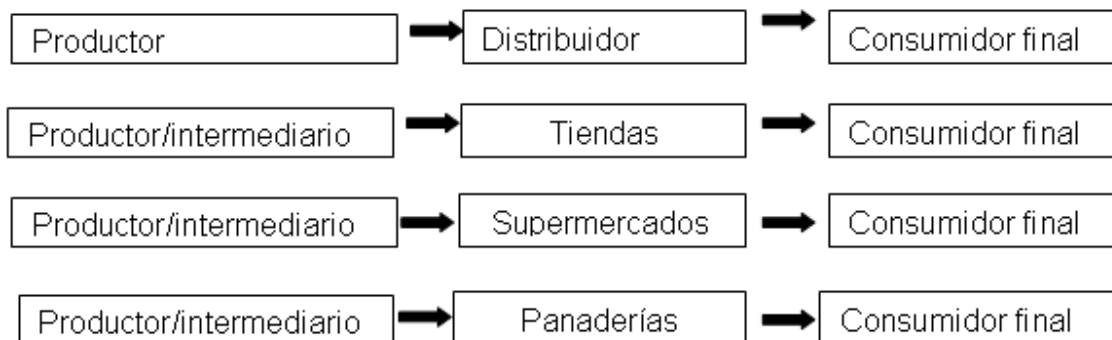 Productor Distribuidor Consumidor final
Productor/intermediario Tiendas Consumidor final
Productor/intermediario Supermercados Consumidor final
Productor/intermediario Panaderías Consumidor final